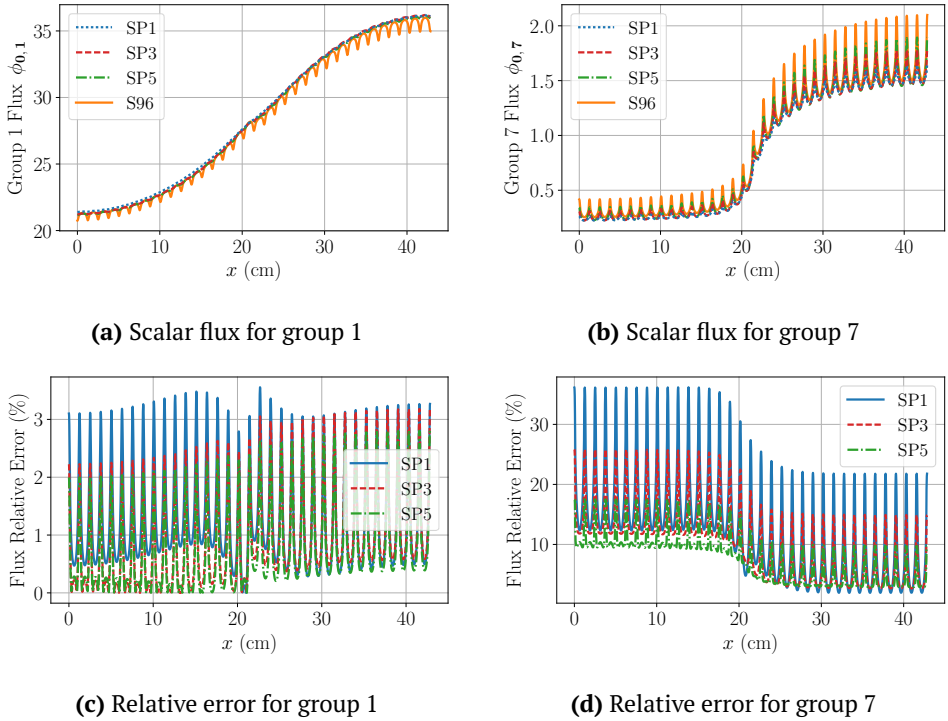 35
30
25
20
Group 1 Flux ϕ0,1
SP1
SP3
SP5
S96
0 10 20 30 40
x (cm)
(a) Scalar flux for group 1
2.0
1.5
1.0
0.5
Group 7 Flux ϕ0,7
SP1
SP3
SP5
S96
0 10 20 30 40
x (cm)
(b) Scalar flux for group 7
3
2
1
0
Flux Relative Error (%)
SP1
SP3
SP5
0 10 20 30 40
x (cm)
(c) Relative error for group 1
30
20
10
Flux Relative Error (%)
SP1
SP3
SP5
0 10 20 30 40
x (cm)
(d) Relative error for group 7